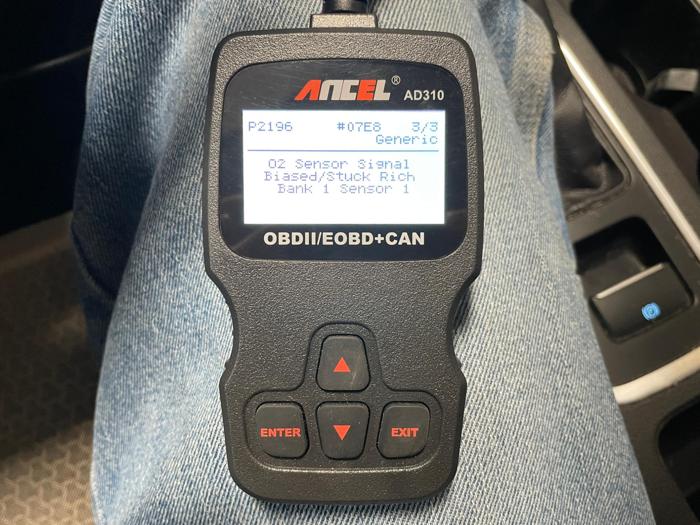 ANCEL®
AD310
P2196 #07E8 3/3
Generic
O2 Sensor Signal
Biased/Stuck Rich
Bank 1 Sensor 1
OBDII/EOBD+CAN
ENTER
EXIT